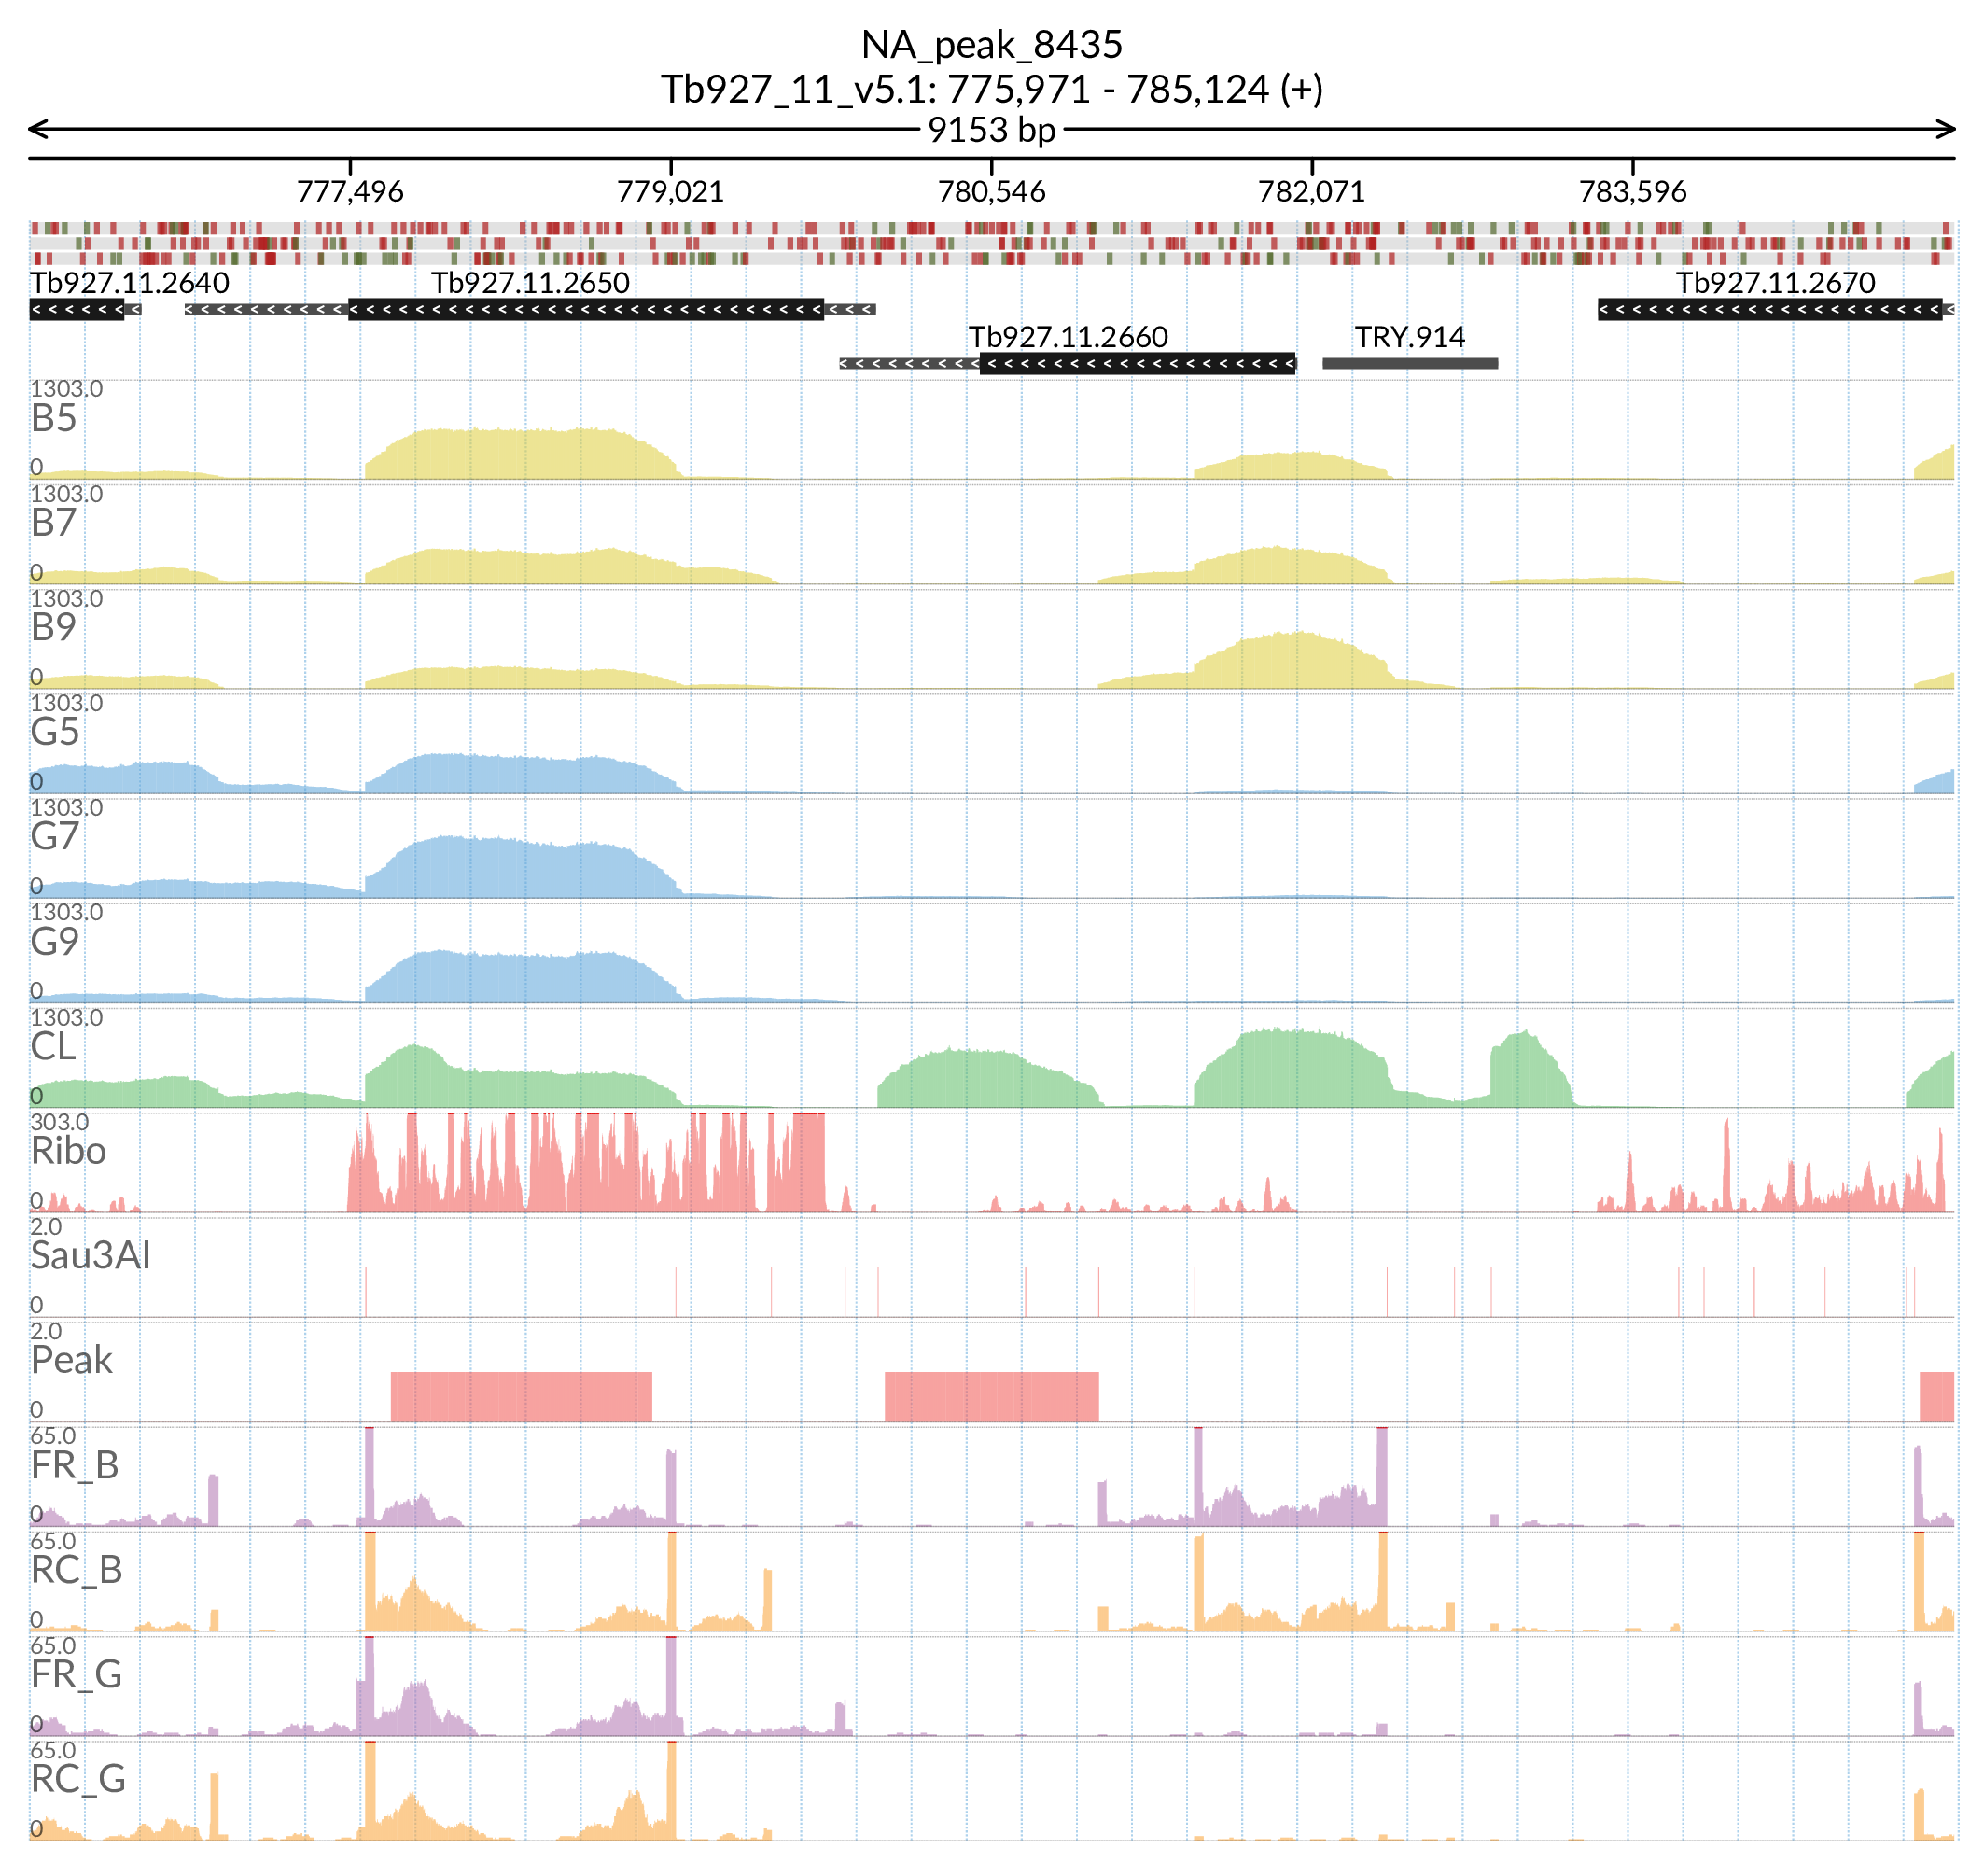 NA_peak_8435
Tb927_11_v5.1: 775,971 - 785,124 (+)
9153 bp
777,496 779,021 780,546 782,071 783,596
Tb927.11.2640 Tb927.11.2650 Tb927.11.2670
Tb927.11.2660 TRY.914
1303.0
B5
0
1303.0
B7
0
1303.0
B9
0
1303.0
G5
0
1303.0
G7
0
1303.0
G9
0
1303.0
CL
0
303.0
Ribo
0
2.0
Sau3AI
0
2.0
Peak
0
65.0
FR_B
0
65.0
RC_B
0
65.0
FR_G
0
65.0
RC_G
0